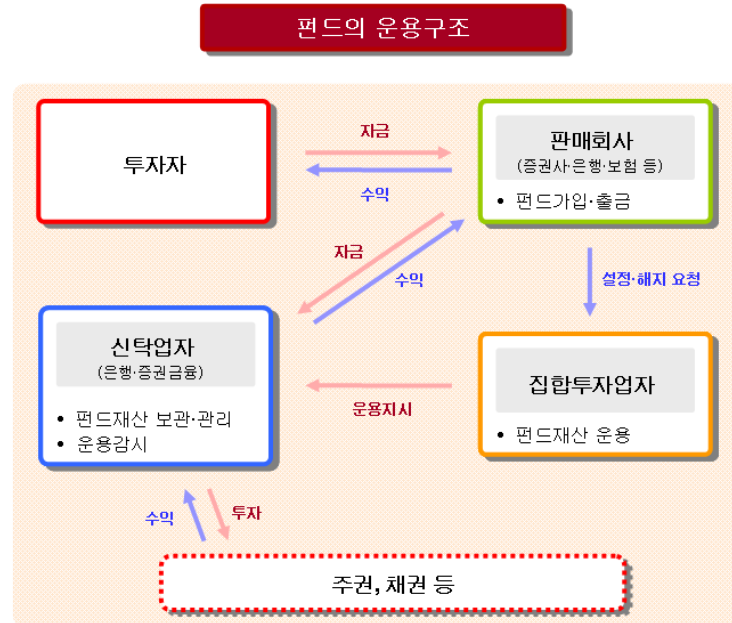 펀드의 운용구조
투자자
자금
수익
판매회사
(증권사·은행·보험 등)
• 펀드가입·출금
자금
수익
설정·해지 요청
신탁업자
(은행·증권금융)
• 펀드재산 보관·관리
• 운용감시
운용지시
집합투자업자
• 펀드재산 운용
수익
투자
주권, 채권 등